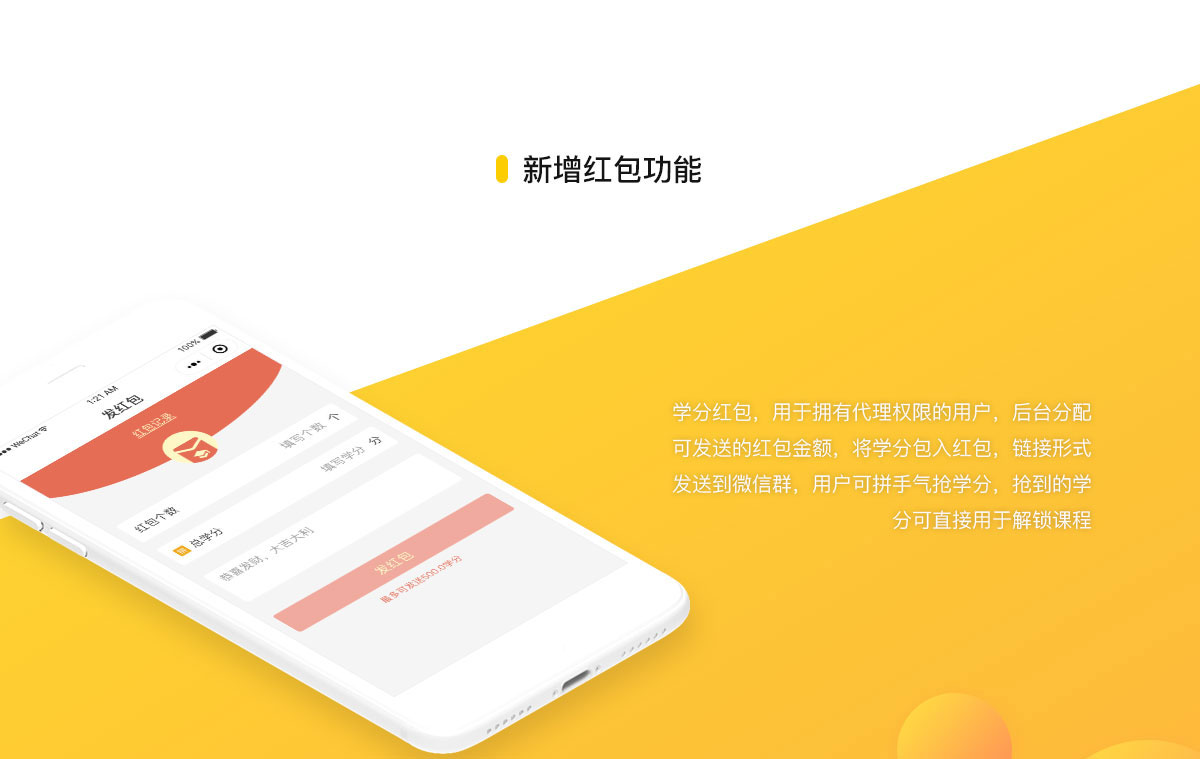 新增红包功能
学分红包，用于拥有代理权限的用户，后台分配
可发送的红包金额，将学分包入红包，链接形式
发送到微信群，用户可拼手气抢学分，抢到的学
分可直接用于解锁课程
WeChat 1:21 AM 100%
发红包
红包记录
红包个数 填写个数 个
总学分 填写学分 分
恭喜发财，大吉大利
发红包
最多可发送500.0学分